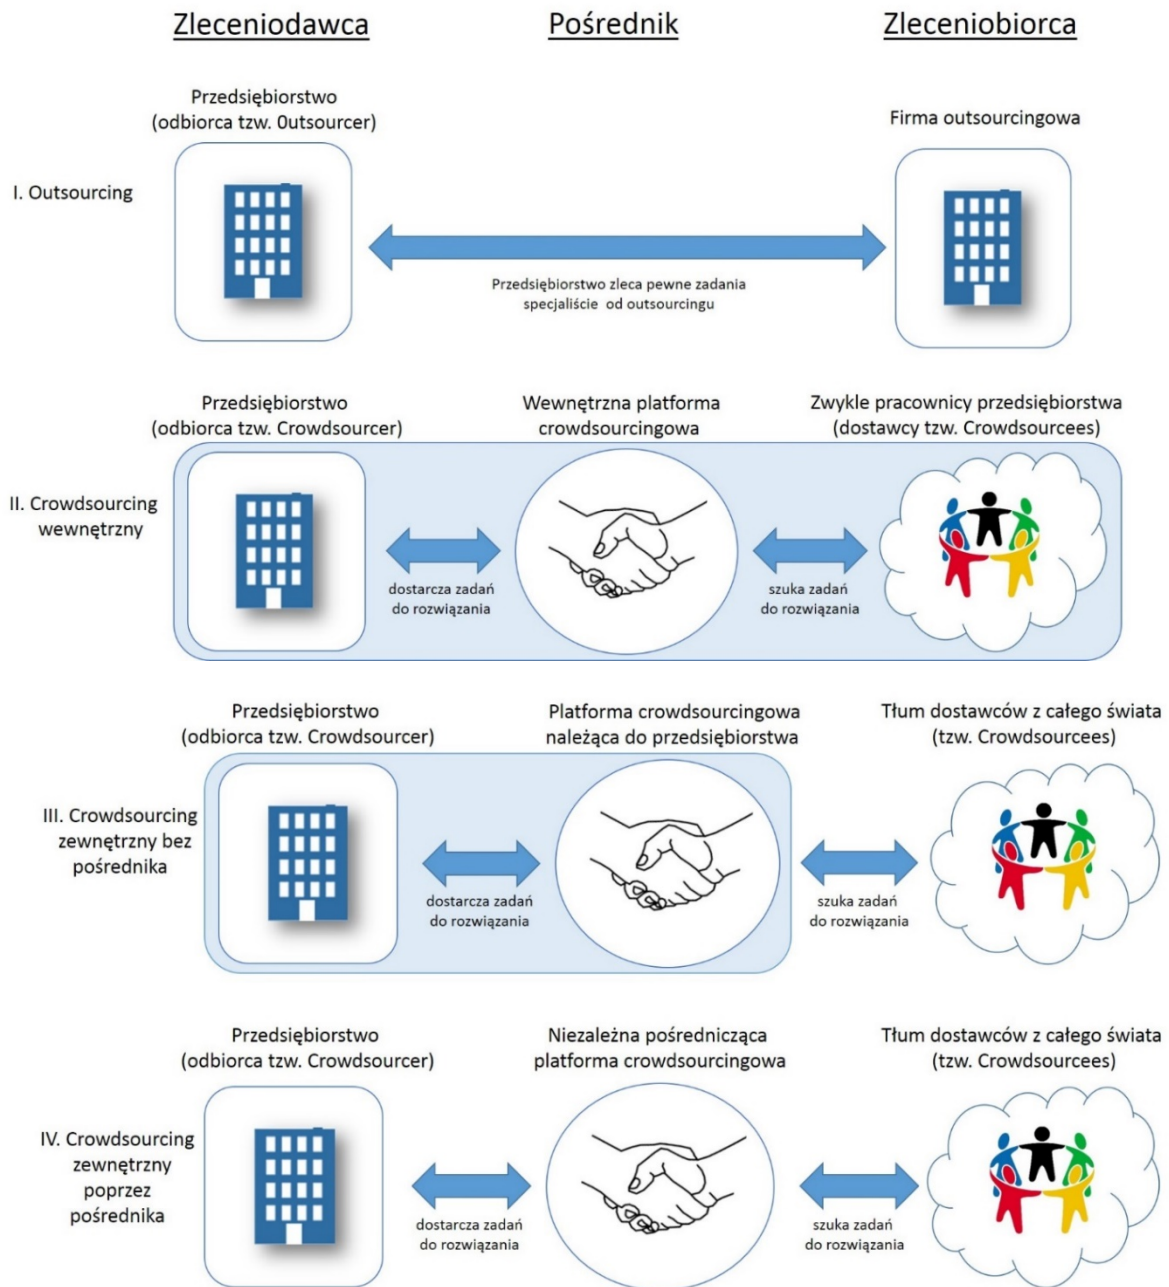 Zleceniodawca
Pośrednik
Zleceniobiorca
Przedsiębiorstwo
(odbiorca tzw. 0utsourcer)
Firma outsourcingowa
I. Outsourcing
Przedsiębiorstwo zleca pewne zadania
specjaliście od outsourcingu
Przedsiębiorstwo
(odbiorca tzw. Crowdsourcer)
Wewnętrzna platforma
crowdsourcingowa
Zwykle pracownicy przedsiębiorstwa
(dostawcy tzw. Crowdsourcees)
II. Crowdsourcing
wewnętrzny
dostarcza zadań
do rozwiązania
szuka zadań
do rozwiązania
Przedsiębiorstwo
(odbiorca tzw. Crowdsourcer)
Platforma crowdsourcingowa
należąca do przedsiębiorstwa
Tłum dostawców z całego świata
(tzw. Crowdsourcees)
III. Crowdsourcing
zewnętrzny bez
pośrednika
dostarcza zadań
do rozwiązania
szuka zadań
do rozwiązania
Przedsiębiorstwo
(odbiorca tzw. Crowdsourcer)
Niezależna pośrednicząca
platforma crowdsourcingowa
Tłum dostawców z całego świata
(tzw. Crowdsourcees)
IV. Crowdsourcing
zewnętrzny
poprzez
pośrednika
dostarcza zadań
do rozwiązania
szuka zadań
do rozwiązania